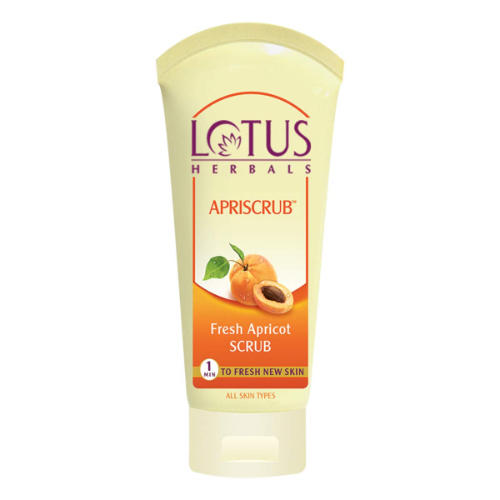 LOTUS
HERBALS
APRISCRUB™
Fresh Apricot
SCRUB
1
MIN
TO FRESH NEW SKIN
ALL SKIN TYPES